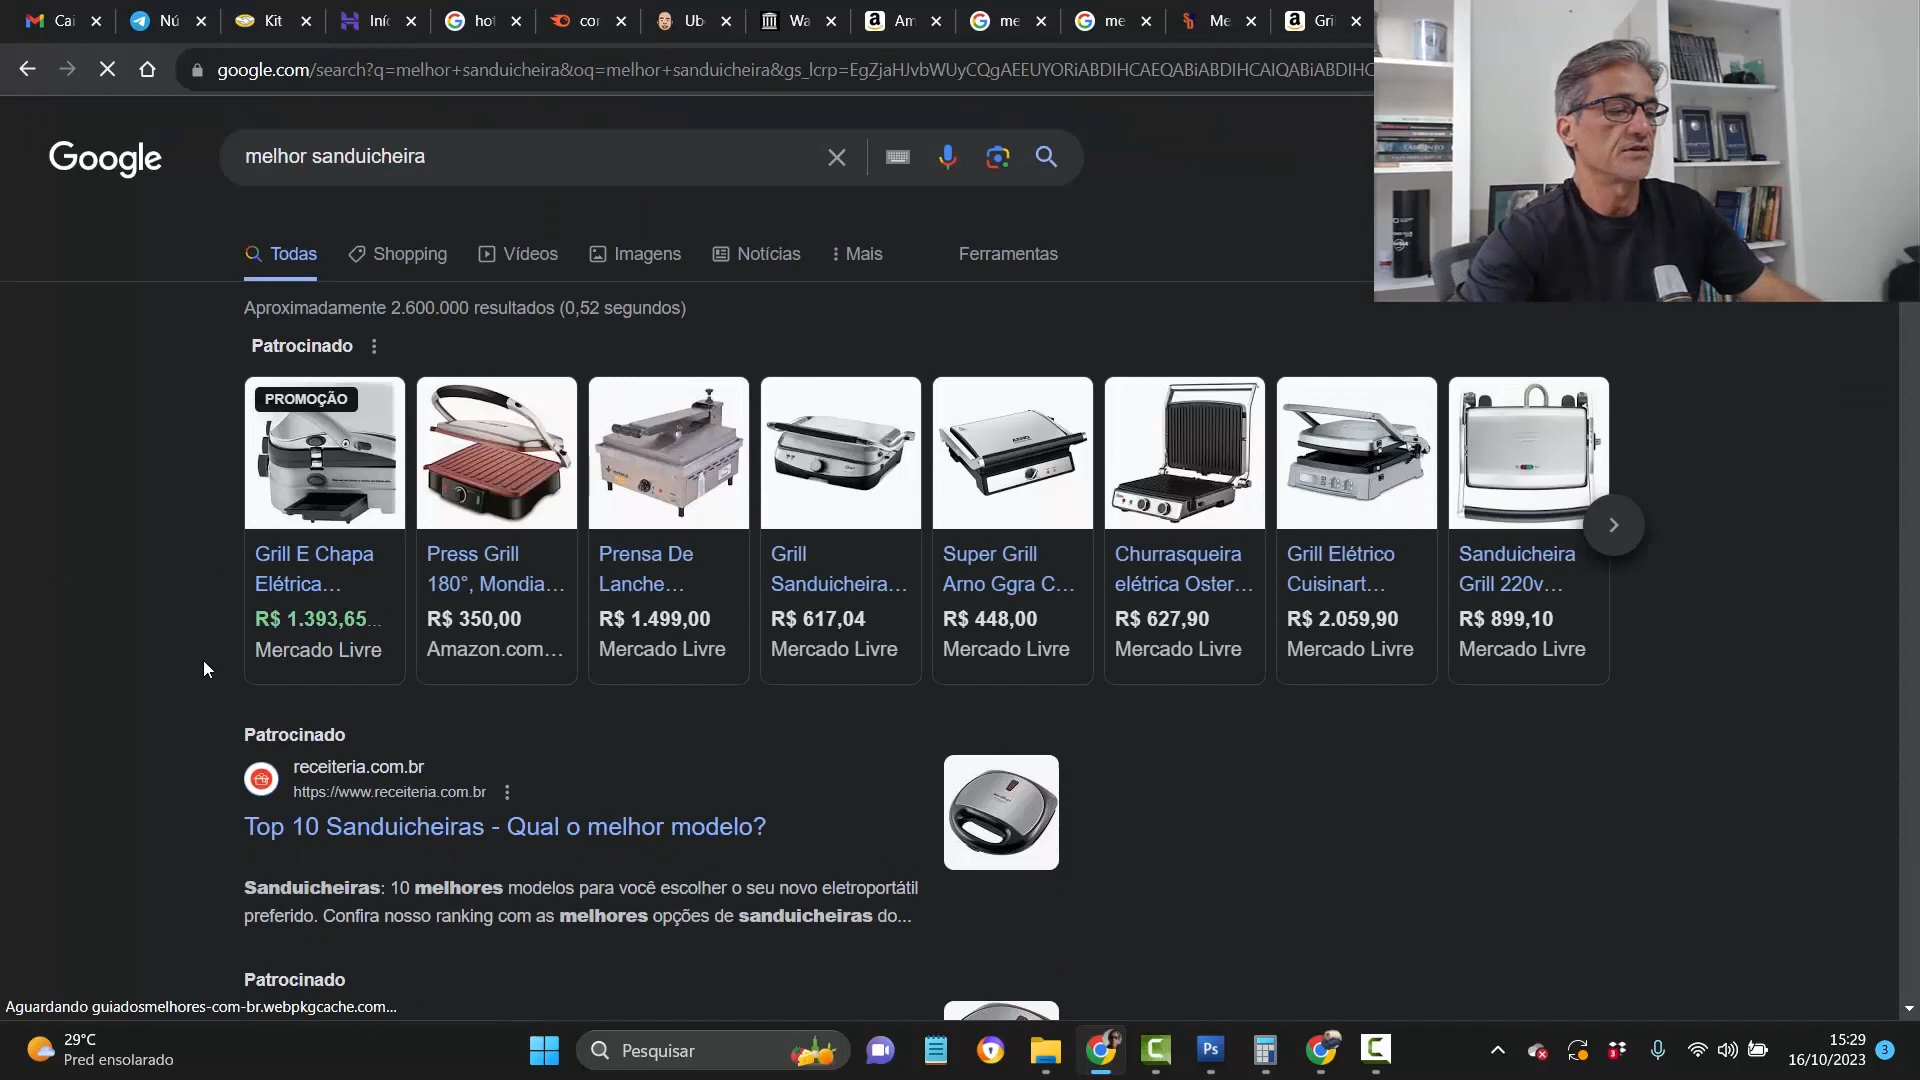 Cai
Nú
Kit
Iníc
hot
cor
Ub
Wa
Am
me
me
Me
Gri
google.com/search?q=melhor+sanduicheira&oq=melhor+sanduicheira&gs_lcrp=EgZjaHJvbWUyCQgAEEUYORiABDIHCAEQABiABDIHCAIQABiABDIHC
Google
melhor sanduicheira
Todas
Shopping
Vídeos
Imagens
Notícias
Mais
Ferramentas
Aproximadamente 2.600.000 resultados (0,52 segundos)
Patrocinado
PROMOÇÃO
Grill E Chapa
Elétrica...
R$ 1.393,65...
Mercado Livre
Press Grill
180°, Mondia...
R$ 350,00
Amazon.com...
Prensa De
Lanche...
R$ 1.499,00
Mercado Livre
Grill
Sanduicheira...
R$ 617,04
Mercado Livre
Super Grill
Arno Ggra C...
R$ 448,00
Mercado Livre
Churrasqueira
elétrica Oster...
R$ 627,90
Mercado Livre
Grill Elétrico
Cuisinart...
R$ 2.059,90
Mercado Livre
Sanduicheira
Grill 220v...
R$ 899,10
Mercado Livre
Patrocinado
receiteria.com.br
https://www.receiteria.com.br
Top 10 Sanduicheiras - Qual o melhor modelo?
Sanduicheiras: 10 melhores modelos para você escolher o seu novo eletroportátil
preferido. Confira nosso ranking com as melhores opções de sanduicheiras do...
Patrocinado
Aguardando guiadosmelhores-com-br.webpkgcache.com...
29°C
Pred ensolarado
Pesquisar
Ps
3
15:29
16/10/2023
3